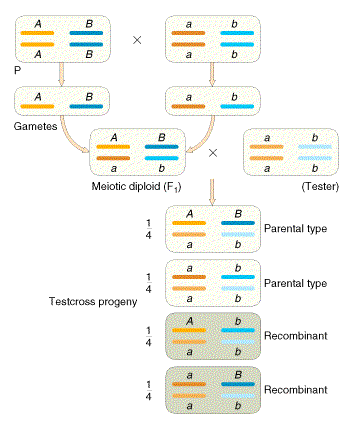 A B a b
×
A B a b
P
A B a b
Gametes
A B
×
a b a b
Meiotic diploid (F1) (Tester)
A B
1/4 Parental type
a b
a b
1/4 Parental type
a b
Testcross progeny
A b
1/4 Recombinant
a b
a B
1/4 Recombinant
a b